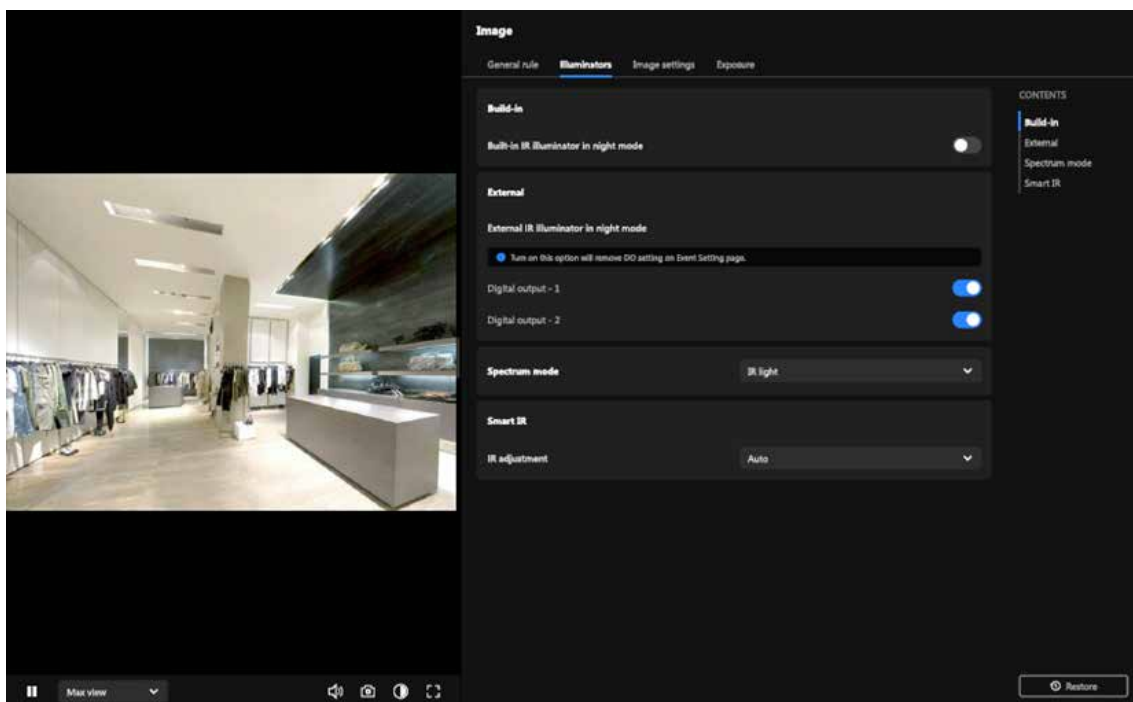 Image
General rule Illuminators Image settings Exposure
Build-in
Built-in IR illuminator in night mode
External
External IR illuminator in night mode
Turn on this option will remove DO setting on Event Setting page.
Digital output - 1
Digital output - 2
Spectrum mode IR light
Smart IR
IR adjustment Auto
CONTENTS
Build-in
External
Spectrum mode
Smart IR
Max view
Restore